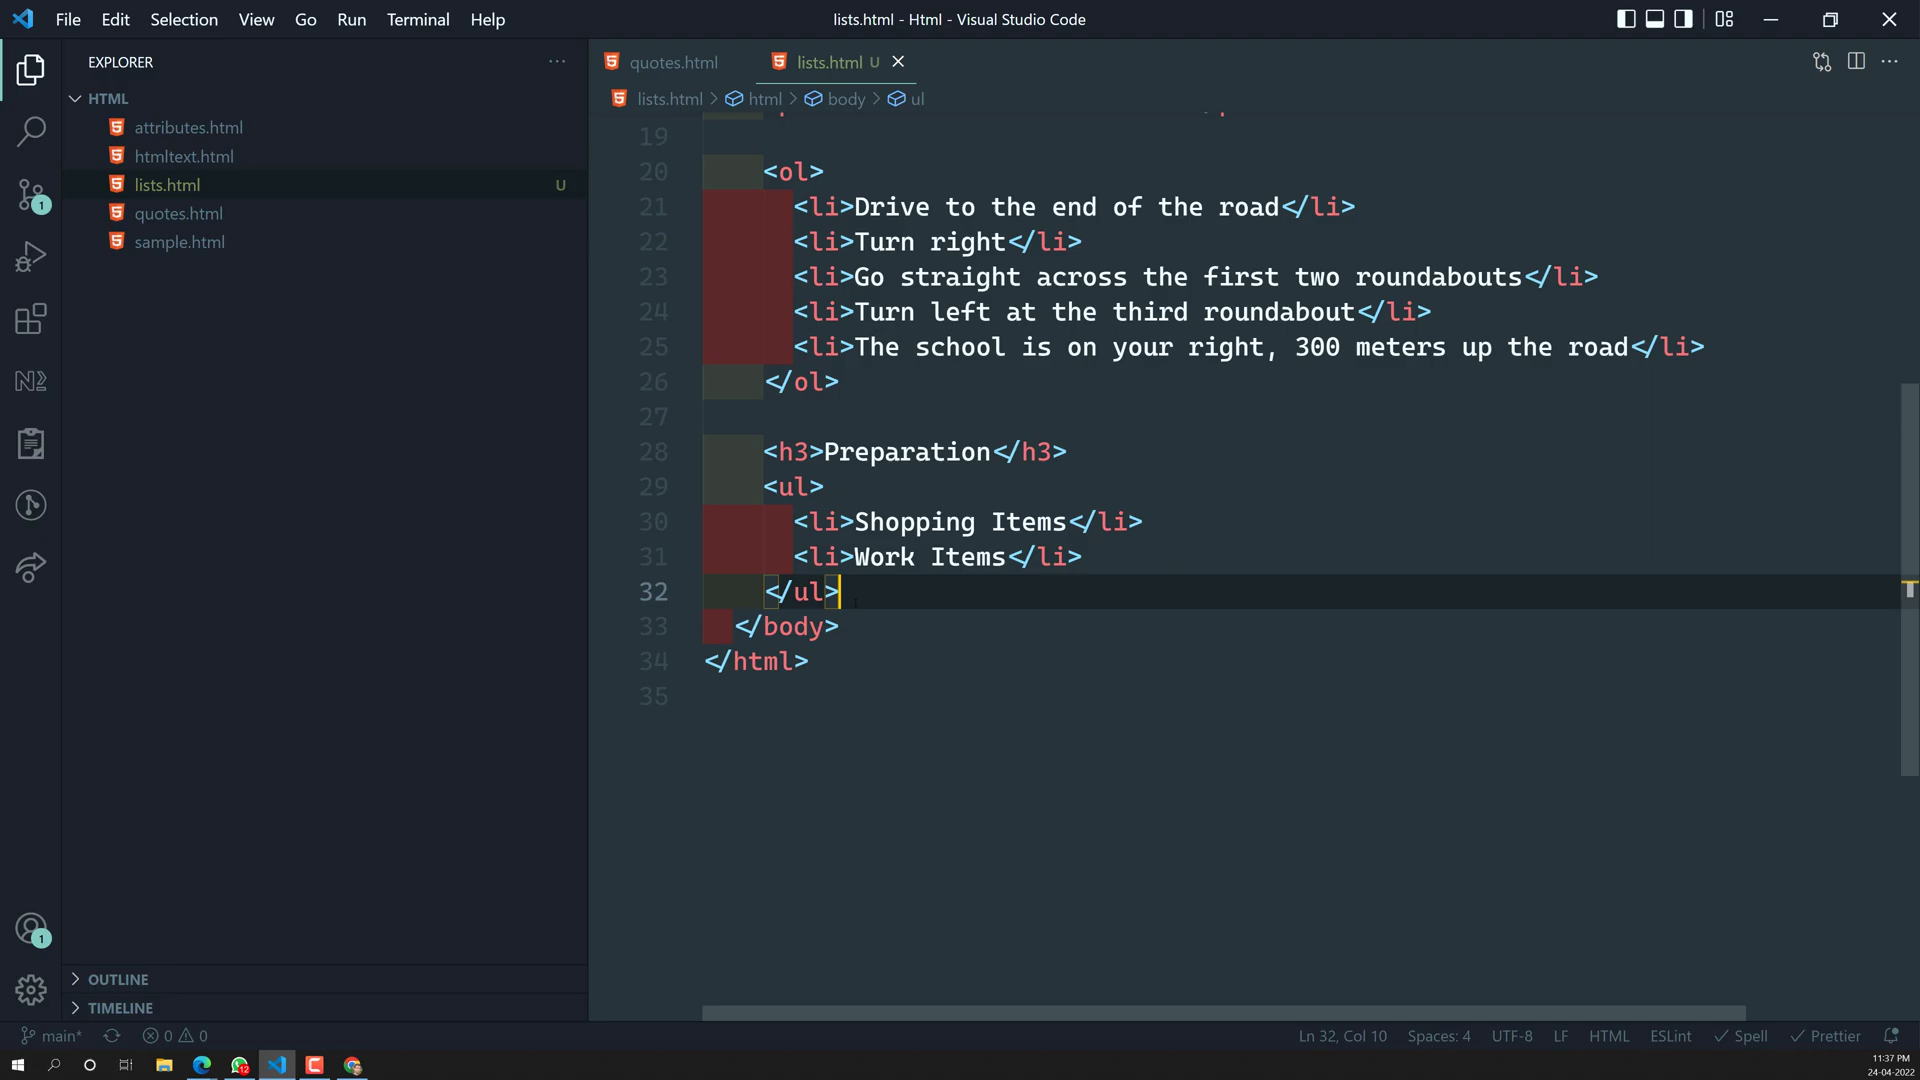 File Edit Selection View Go Run Terminal Help
lists.html - Html - Visual Studio Code
EXPLORER
HTML
attributes.html
htmltext.html
lists.html U
quotes.html
sample.html
OUTLINE
TIMELINE
quotes.html
lists.html U
lists.html > html > body > ul
19
20 <ol>
21 <li>Drive to the end of the road</li>
22 <li>Turn right</li>
23 <li>Go straight across the first two roundabouts</li>
24 <li>Turn left at the third roundabout</li>
25 <li>The school is on your right, 300 meters up the road</li>
26 </ol>
27
28 <h3>Preparation</h3>
29 <ul>
30 <li>Shopping Items</li>
31 <li>Work Items</li>
32 </ul>
33 </body>
34 </html>
35
1
1
main* 0 0
Ln 32, Col 10 Spaces: 4 UTF-8 LF HTML ESLint Spell Prettier
12
11:37 PM
24-04-2022